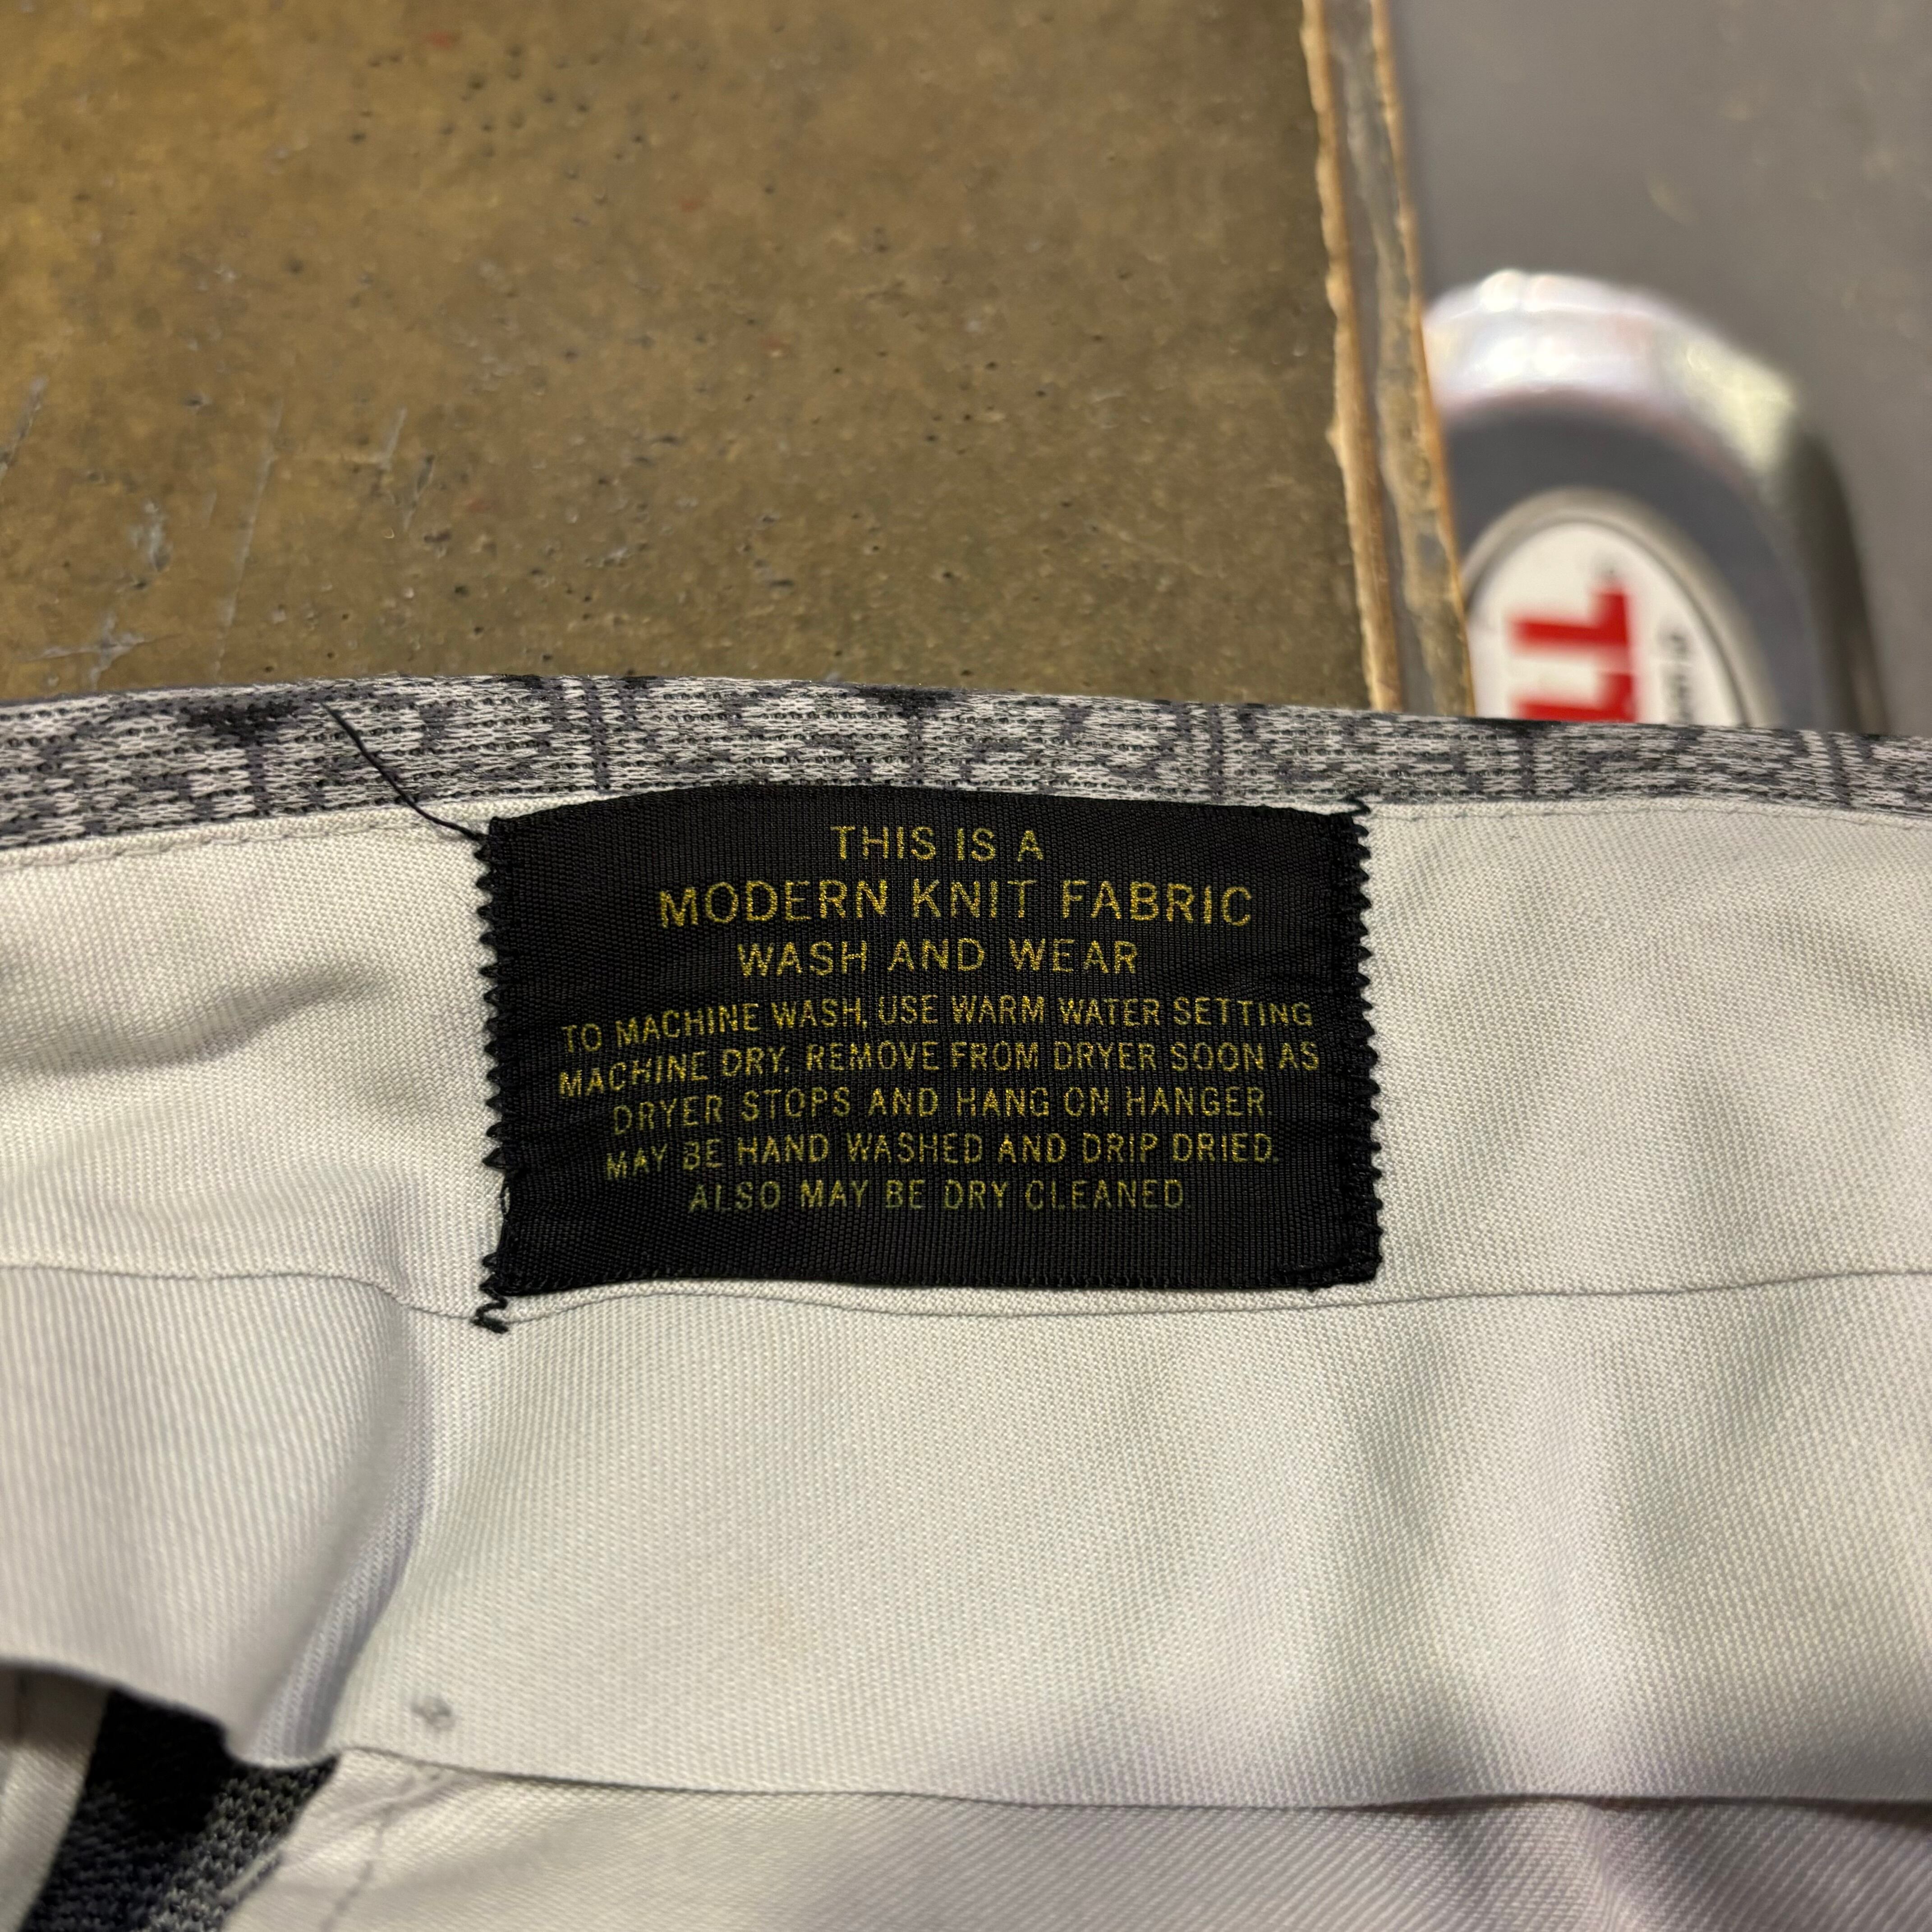 THIS IS A
MODERN KNIT FABRIC
WASH AND WEAR
TO MACHINE WASH, USE WARM WATER SETTING
MACHINE DRY. REMOVE FROM DRYER SOON AS
DRYER STOPS AND HANG ON HANGER
MAY BE HAND WASHED AND DRIP DRIED.
ALSO MAY BE DRY CLEANED